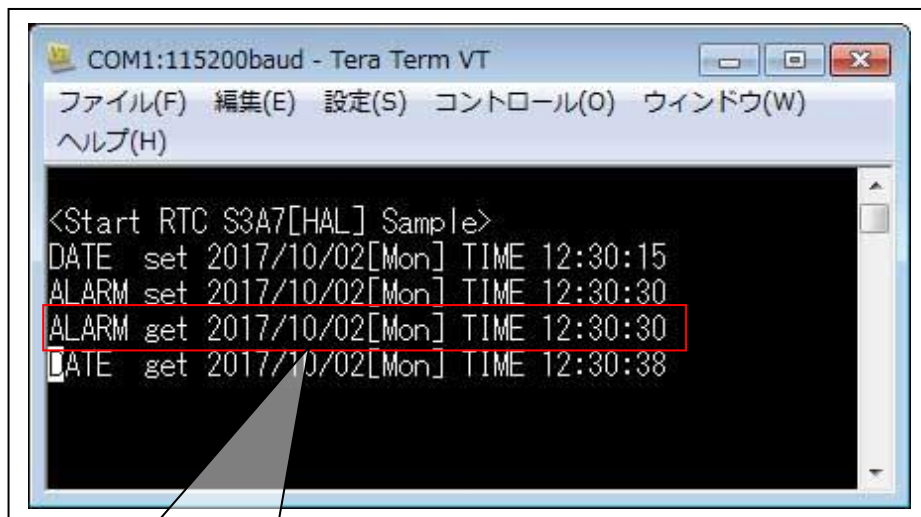 COM1:115200baud - Tera Term VT
ファイル(F) 編集(E) 設定(S) コントロール(O) ウィンドウ(W)
ヘルプ(H)
<Start RTC S3A7[HAL] Sample>
DATE set 2017/10/02[Mon] TIME 12:30:15
ALARM set 2017/10/02[Mon] TIME 12:30:30
ALARM get 2017/10/02[Mon] TIME 12:30:30
DATE get 2017/10/02[Mon] TIME 12:30:38